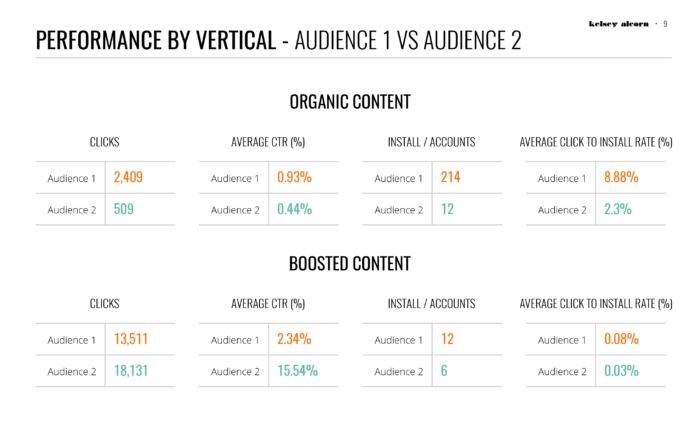 kelsey alcorn • 9
PERFORMANCE BY VERTICAL - AUDIENCE 1 VS AUDIENCE 2
ORGANIC CONTENT
CLICKS
Audience 1 2,409
Audience 2 509
AVERAGE CTR (%)
Audience 1 0.93%
Audience 2 0.44%
INSTALL / ACCOUNTS
Audience 1 214
Audience 2 12
AVERAGE CLICK TO INSTALL RATE (%)
Audience 1 8.88%
Audience 2 2.3%
BOOSTED CONTENT
CLICKS
Audience 1 13,511
Audience 2 18,131
AVERAGE CTR (%)
Audience 1 2.34%
Audience 2 15.54%
INSTALL / ACCOUNTS
Audience 1 12
Audience 2 6
AVERAGE CLICK TO INSTALL RATE (%)
Audience 1 0.08%
Audience 2 0.03%